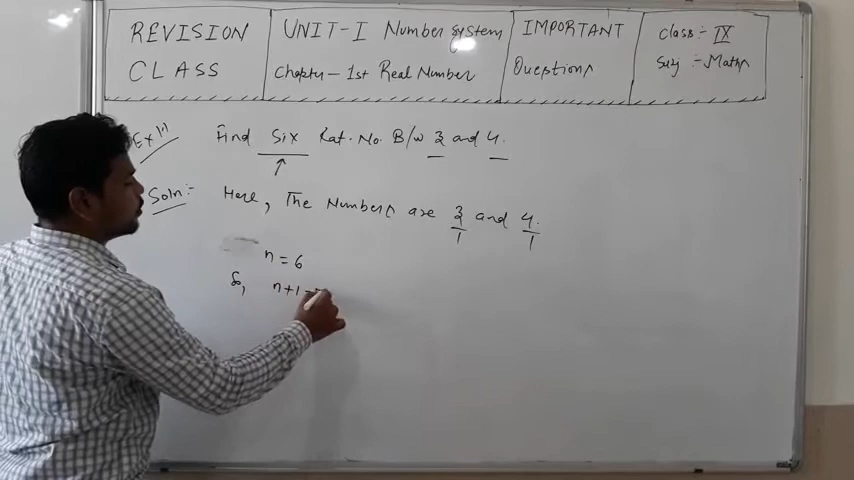 REVISION CLASS
UNIT-I Number System
Chapter - 1st Real Number
IMPORTANT
Questions
Class:- IX
Subj :- Maths
Ex(1) Find Six Rat. No. B/w 3 and 4.
Soln:- Here, The Numbers are 3/1 and 4/1.
n = 6
So, n+1 =